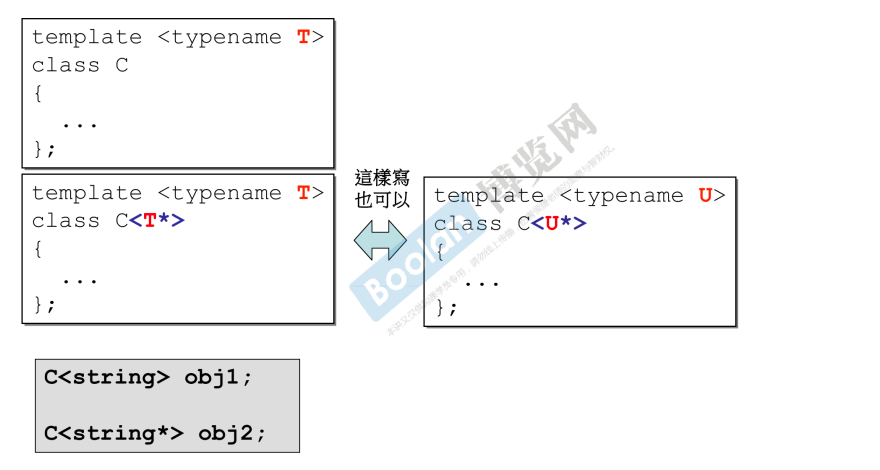 template <typename T>
class C
{
...
};
template <typename T>
class C<T*>
{
...
};
這樣寫
也可以
template <typename U>
class C<U*>
{
...
};
C<string> obj1;
C<string*> obj2;
Boolan
博览网